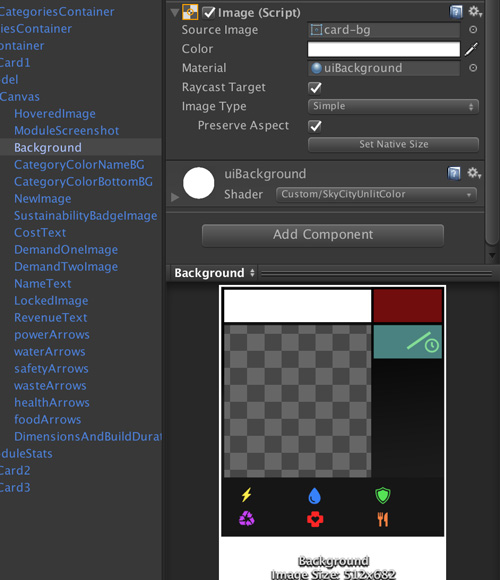 CategoriesContainer
iesContainer
ontainer
Card1
del
Canvas
HoveredImage
ModuleScreenshot
Background
CategoryColorNameBG
CategoryColorBottomBG
NewImage
SustainabilityBadgeImage
CostText
DemandOneImage
DemandTwoImage
NameText
LockedImage
RevenueText
powerArrows
waterArrows
safetyArrows
wasteArrows
healthArrows
foodArrows
DimensionsAndBuildDurat
duleStats
Card2
Card3
Image (Script)
Source Image
card-bg
Color
Material
uiBackground
Raycast Target
Image Type
Simple
Preserve Aspect
Set Native Size
uiBackground
Shader
Custom/SkyCityUnlitColor
Add Component
Background
Background
Image Size: 512x682